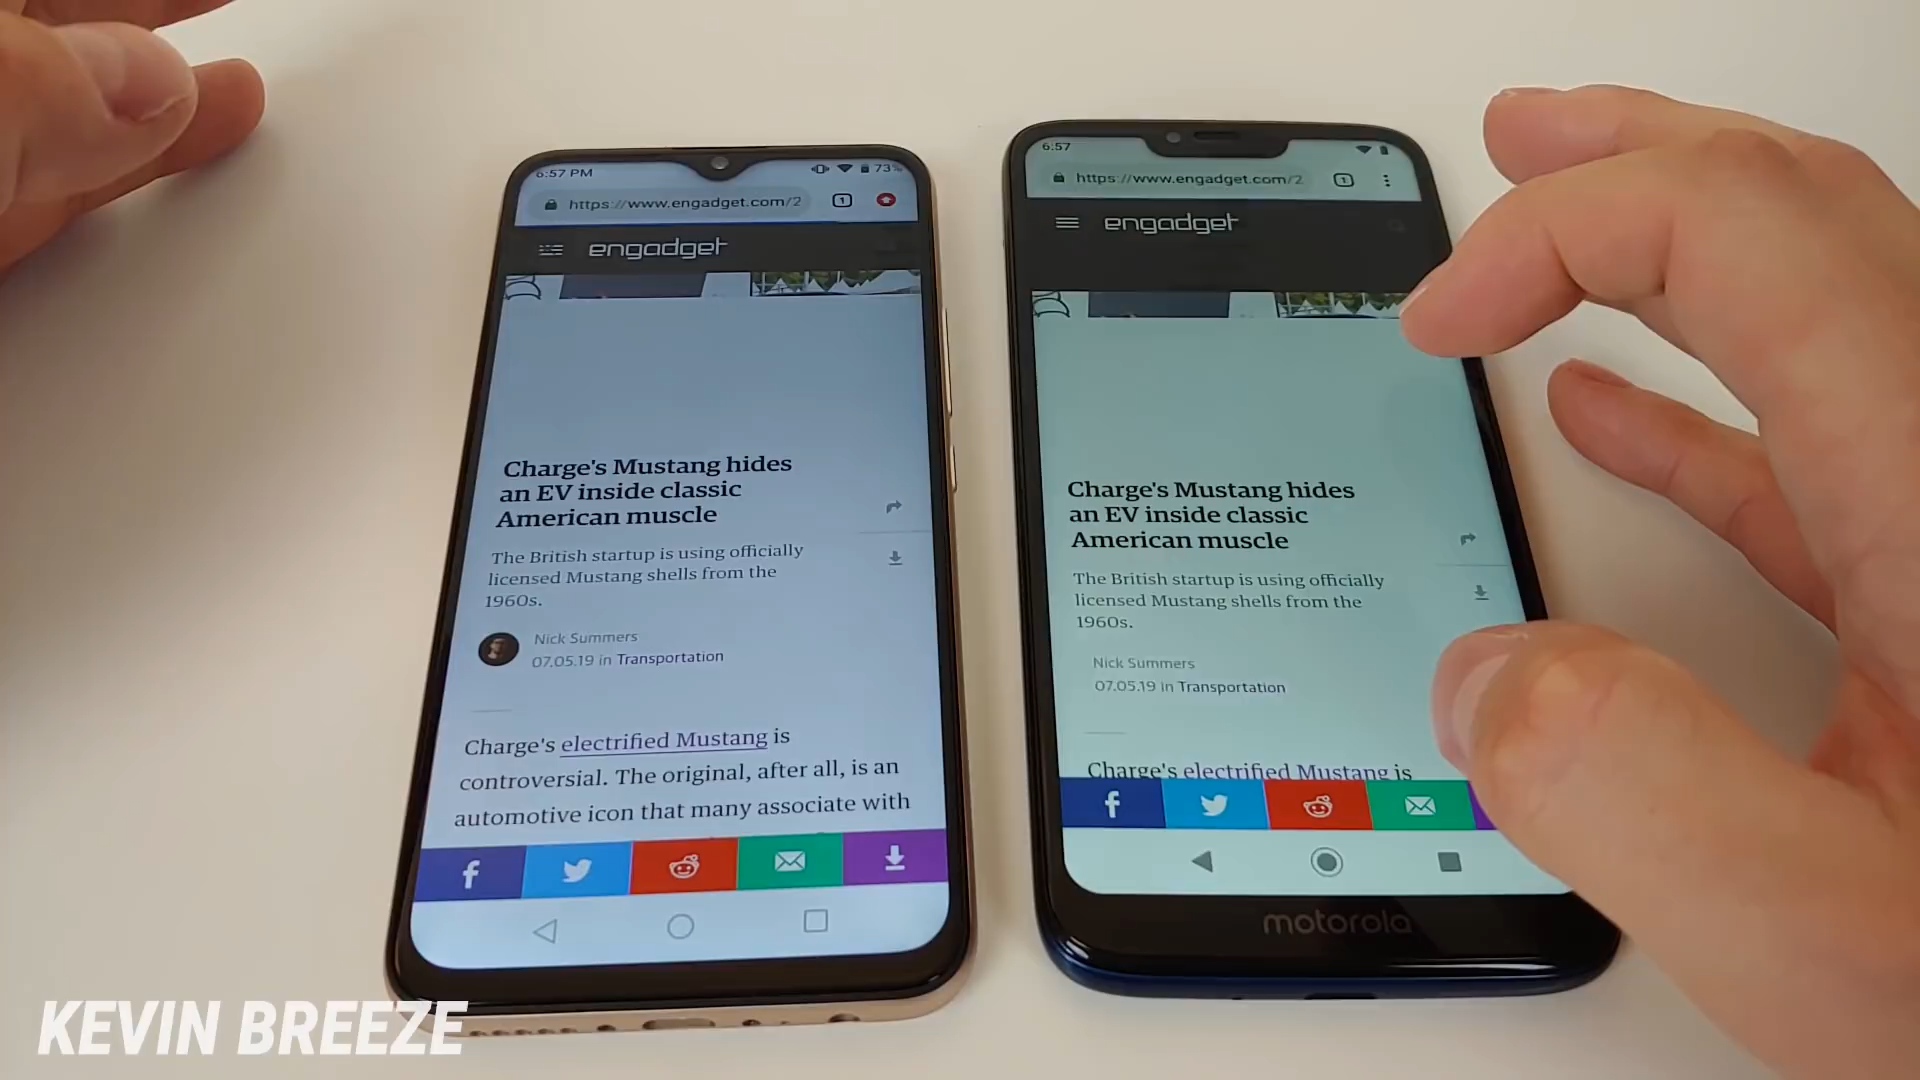 6:57 PM
73%
https://www.engadget.com/2
1
engadget
Charge's Mustang hides
an EV inside classic
American muscle
The British startup is using officially
licensed Mustang shells from the
1960s.
Nick Summers
07.05.19 in Transportation
Charge's electrified Mustang is
controversial. The original, after all, is an
automotive icon that many associate with
6:57
https://www.engadget.com/2
1
engadget
Charge's Mustang hides
an EV inside classic
American muscle
The British startup is using officially
licensed Mustang shells from the
1960s.
Nick Summers
07.05.19 in Transportation
Charge's electrified Mustang is
motorola
KEVIN BREEZE